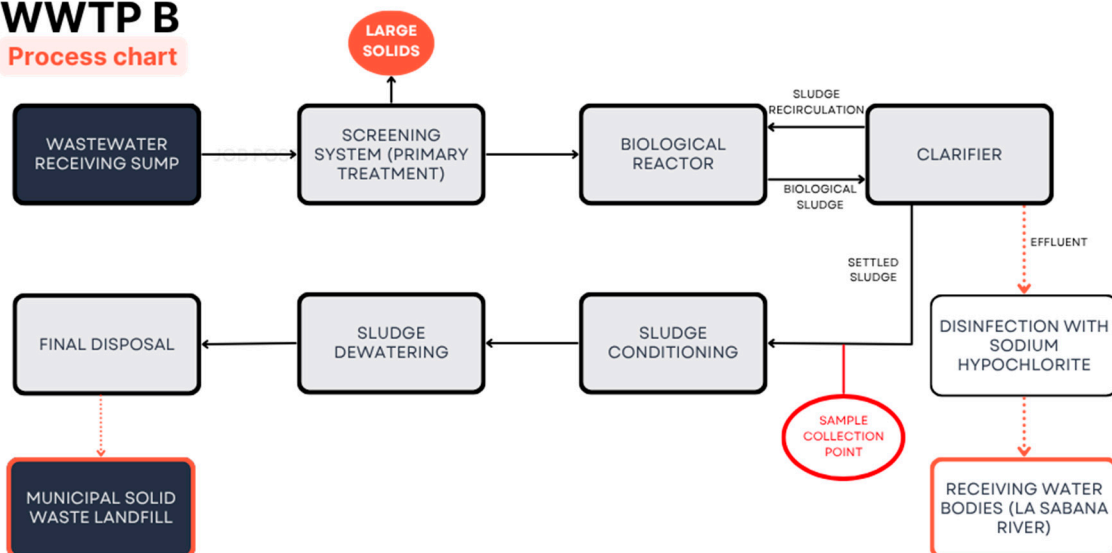 WWTP B
Process chart
LARGE
SOLIDS
WASTEWATER
RECEIVING SUMP
JOB POS
SCREENING
SYSTEM (PRIMARY
TREATMENT)
BIOLOGICAL
REACTOR
SLUDGE
RECIRCULATION
BIOLOGICAL
SLUDGE
CLARIFIER
SETTLED
SLUDGE
EFFLUENT
FINAL DISPOSAL
SLUDGE
DEWATERING
SLUDGE
CONDITIONING
DISINFECTION WITH
SODIUM
HYPOCHLORITE
SAMPLE
COLLECTION
POINT
MUNICIPAL SOLID
WASTE LANDFILL
RECEIVING WATER
BODIES (LA SABANA
RIVER)